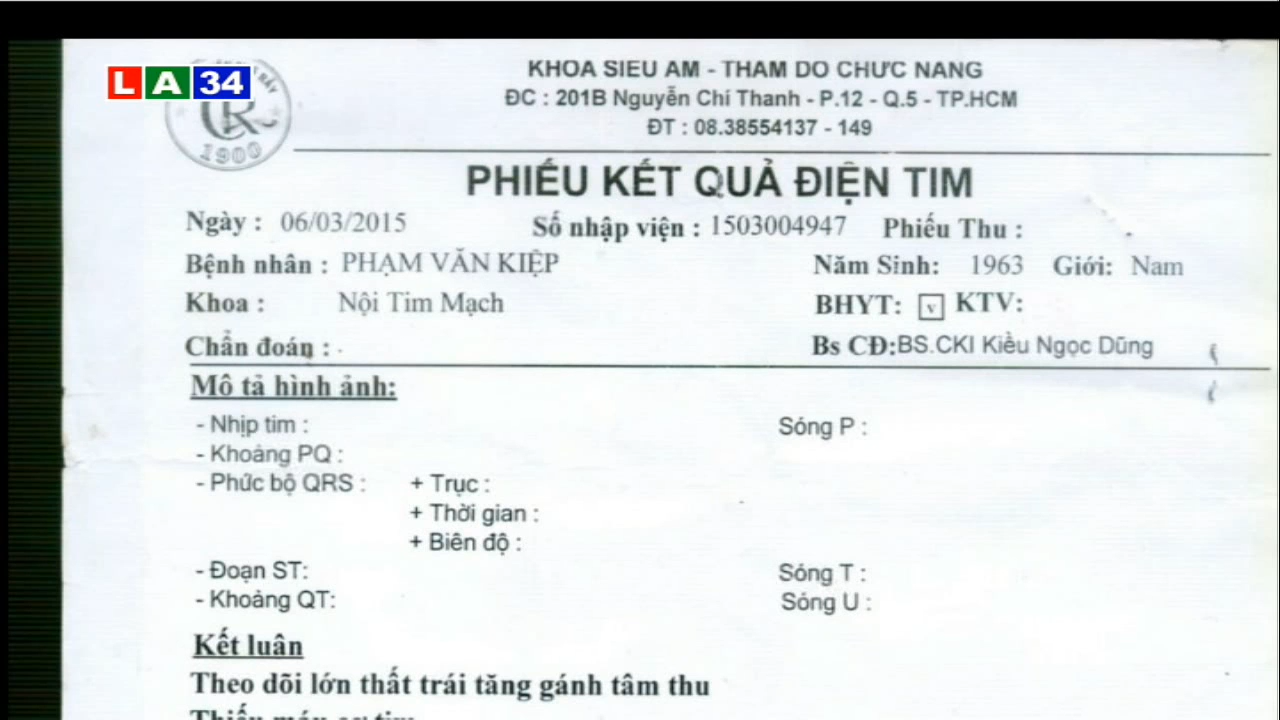 LA34
CR
1900
KHOA SIEU AM - THAM DO CHƯC NANG
ĐC : 201B Nguyễn Chí Thanh - P.12 - Q.5 - TP.HCM
ĐT : 08.38554137 - 149
PHIẾU KẾT QUẢ ĐIỆN TIM
Ngày : 06/03/2015 Số nhập viện : 1503004947 Phiếu Thu :
Bệnh nhân : PHẠM VĂN KIỆP Năm Sinh: 1963 Giới: Nam
Khoa : Nội Tim Mạch BHYT: v KTV:
Chẩn đoán : Bs CĐ:BS.CKI Kiều Ngọc Dũng
Mô tả hình ảnh:
- Nhịp tim : Sóng P :
- Khoảng PQ :
- Phức bộ QRS : + Trục :
+ Thời gian :
+ Biên độ :
- Đoạn ST: Sóng T :
- Khoảng QT: Sóng U :
Kết luân
Theo dõi lớn thất trái tăng gánh tâm thu
Thiếu máu cơ tim